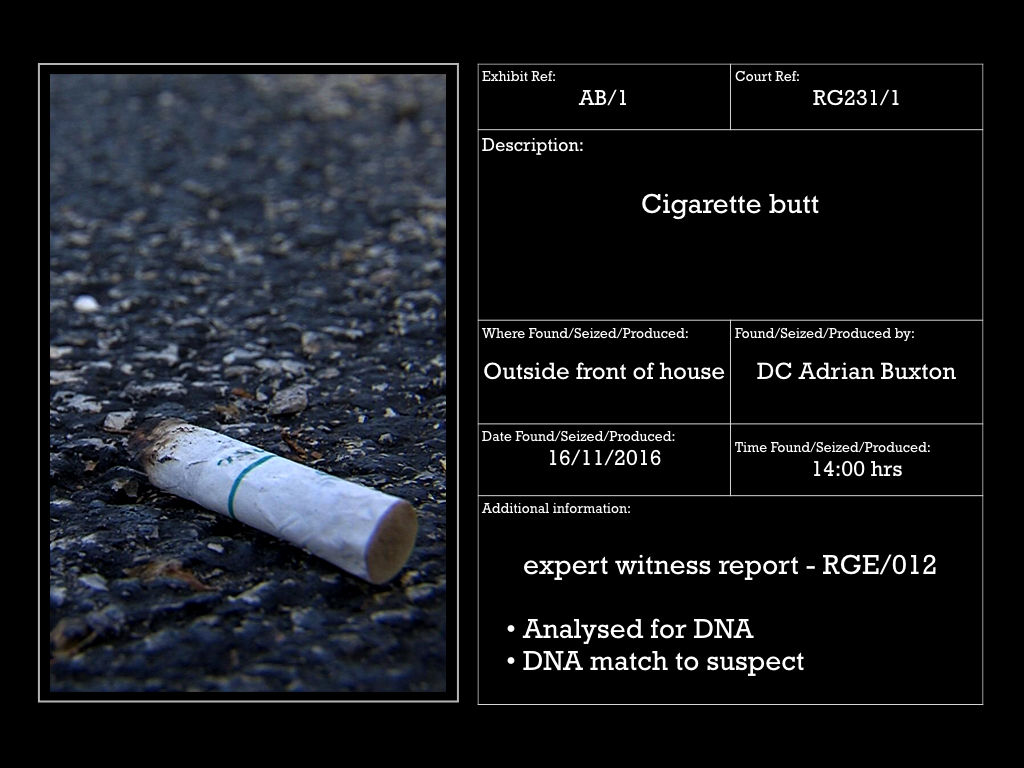 Exhibit Ref:
AB/1
Court Ref:
RG231/1
Description:
Cigarette butt
Where Found/Seized/Produced:
Outside front of house
Found/Seized/Produced by:
DC Adrian Buxton
Date Found/Seized/Produced:
16/11/2016
Time Found/Seized/Produced:
14:00 hrs
Additional information:
expert witness report - RGE/012
• Analysed for DNA
• DNA match to suspect